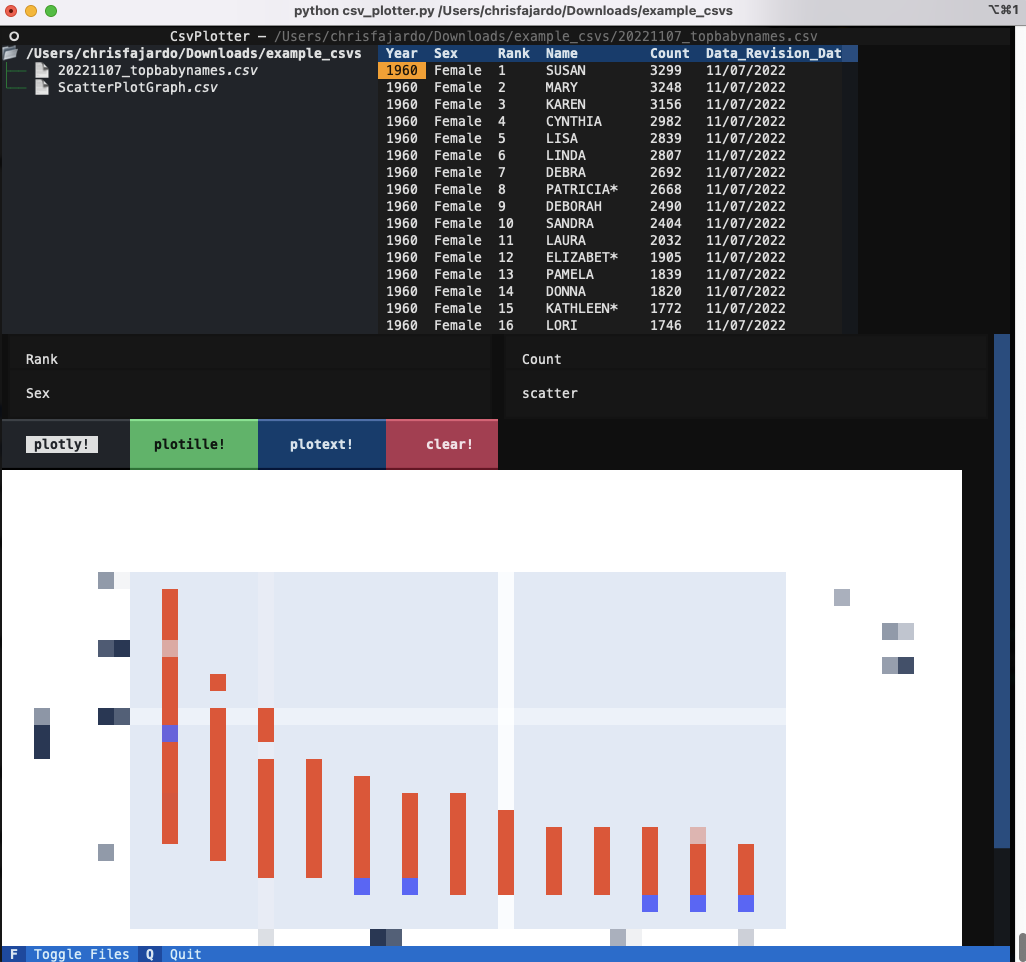 python csv_plotter.py /Users/chrisfajardo/Downloads/example_csvs ⌥⌘1
CsvPlotter — /Users/chrisfajardo/Downloads/example_csvs/20221107_topbabynames.csv
/Users/chrisfajardo/Downloads/example_csvs
20221107_topbabynames.csv
ScatterPlotGraph.csv
Year Sex Rank Name Count Data_Revision_Dat
1960 Female 1 SUSAN 3299 11/07/2022
1960 Female 2 MARY 3248 11/07/2022
1960 Female 3 KAREN 3156 11/07/2022
1960 Female 4 CYNTHIA 2982 11/07/2022
1960 Female 5 LISA 2839 11/07/2022
1960 Female 6 LINDA 2807 11/07/2022
1960 Female 7 DEBRA 2692 11/07/2022
1960 Female 8 PATRICIA* 2668 11/07/2022
1960 Female 9 DEBORAH 2490 11/07/2022
1960 Female 10 SANDRA 2404 11/07/2022
1960 Female 11 LAURA 2032 11/07/2022
1960 Female 12 ELIZABET* 1905 11/07/2022
1960 Female 13 PAMELA 1839 11/07/2022
1960 Female 14 DONNA 1820 11/07/2022
1960 Female 15 KATHLEEN* 1772 11/07/2022
1960 Female 16 LORI 1746 11/07/2022
Rank Count
Sex scatter
plotly! plotille! plotext! clear!
F Toggle Files Q Quit